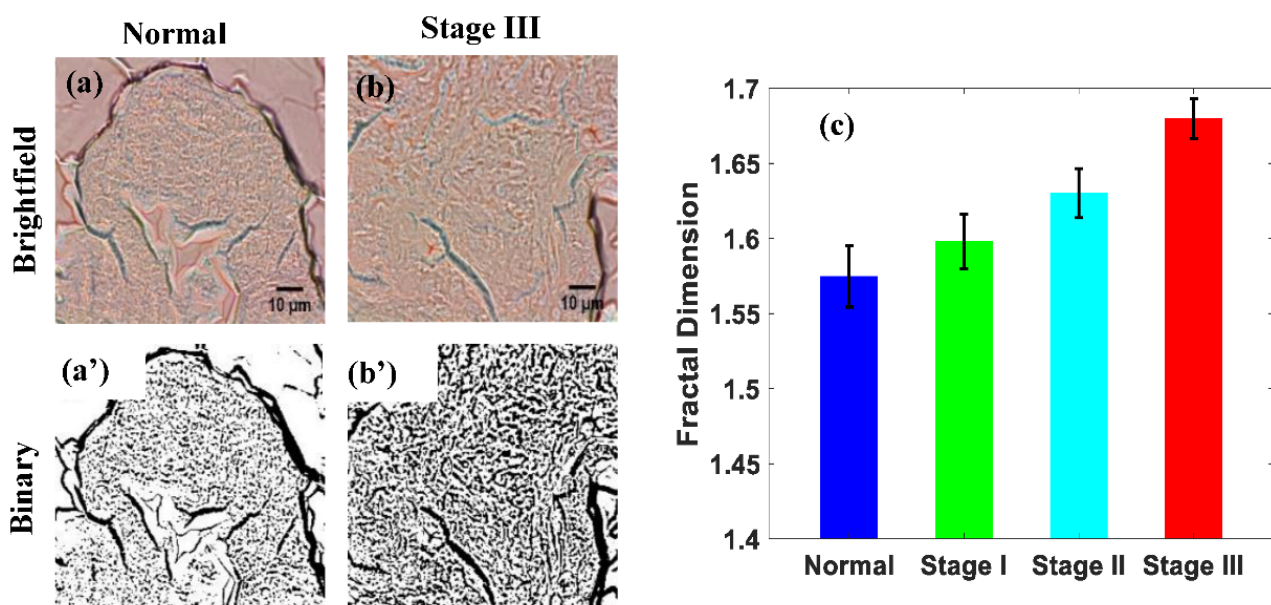 Normal
Stage III
Brightfield
(a)
10 µm
(b)
10 µm
Binary
(a’)
(b’)
(c)
Fractal Dimension
1.7
1.65
1.6
1.55
1.5
1.45
1.4
Normal
Stage I
Stage II
Stage III